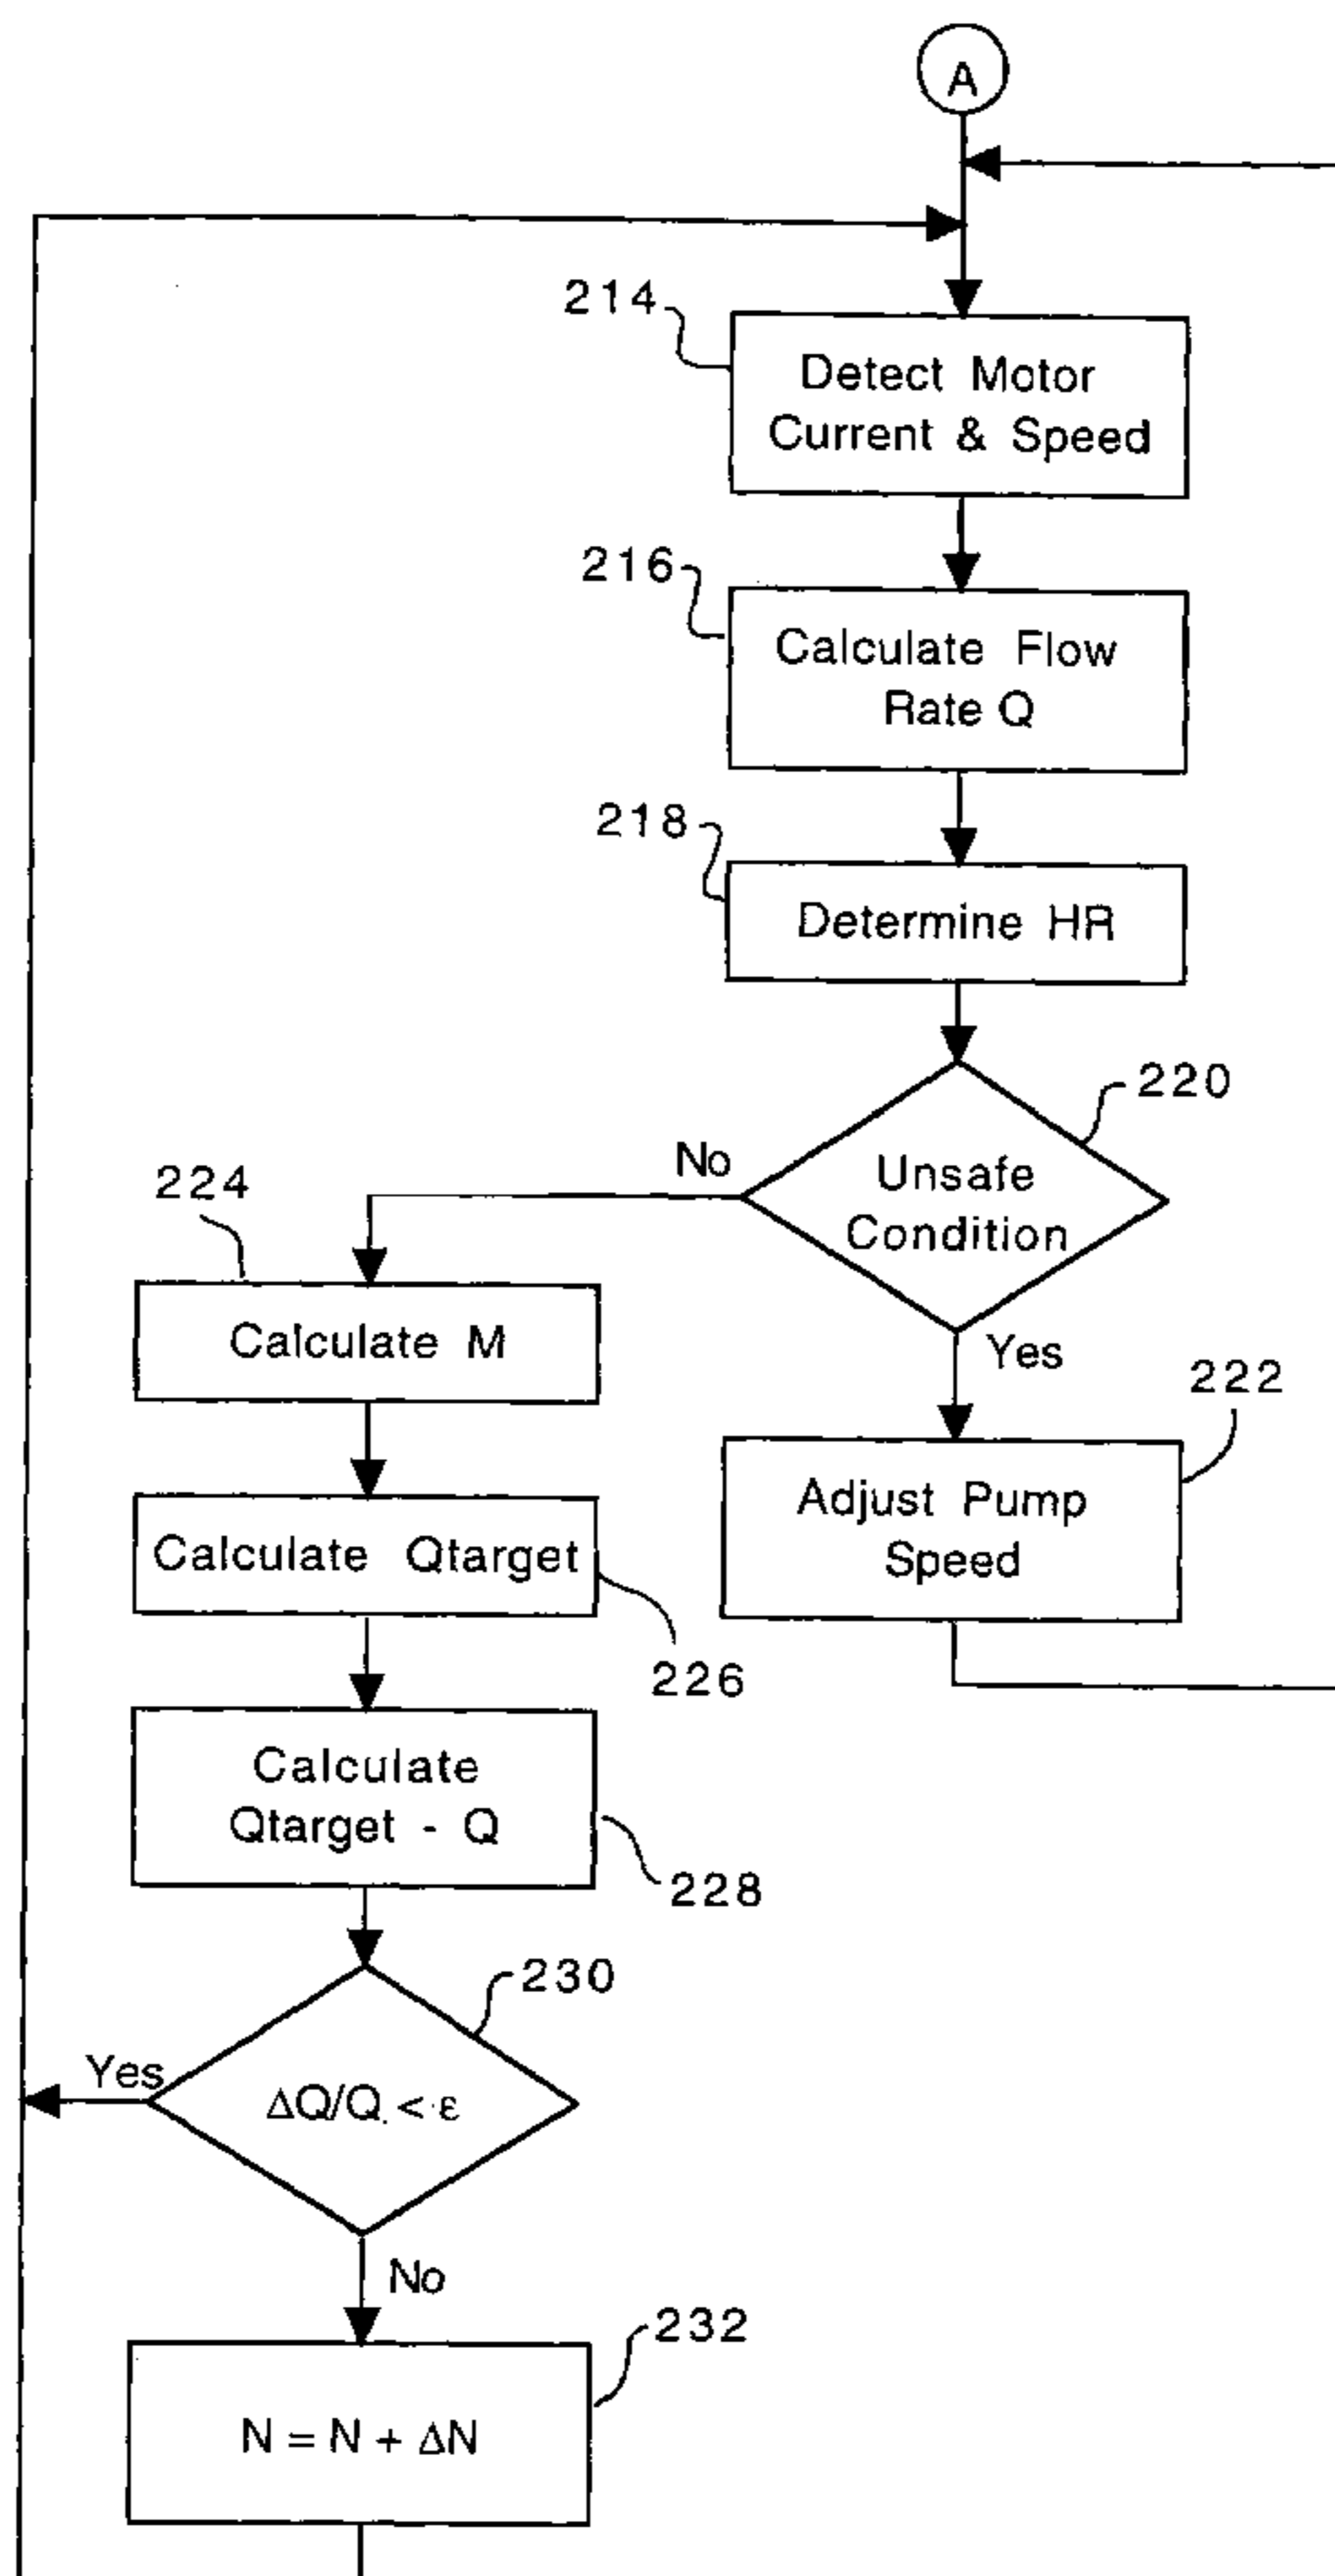 A
214
Detect Motor
Current & Speed
216
Calculate Flow
Rate Q
218
Determine HR
220
Unsafe
Condition
No
Yes
224
Calculate M
222
Adjust Pump
Speed
Calculate Qtarget
226
Calculate
Qtarget - Q
228
230
Yes
ΔQ/Q < ε
No
232
N = N + ΔN